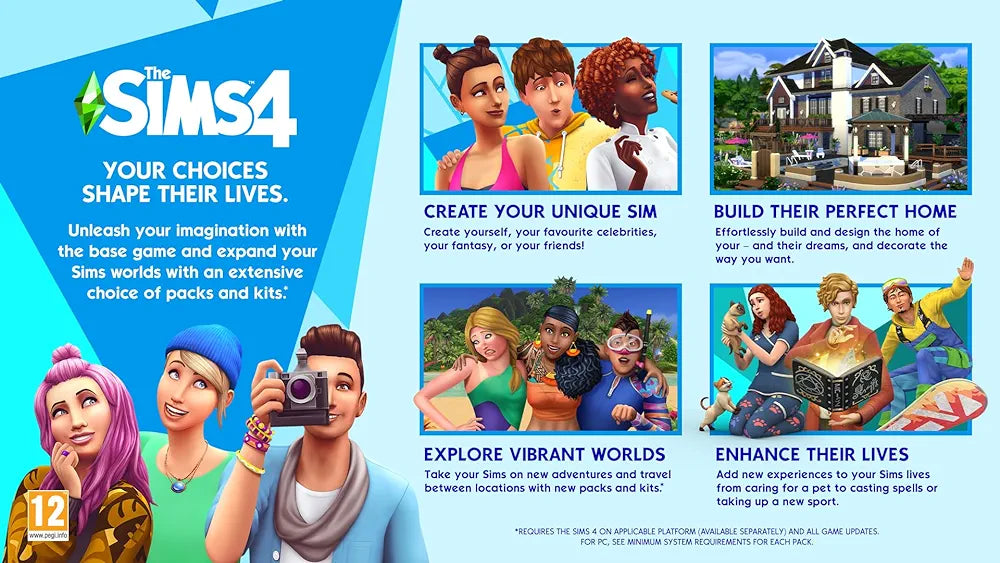 The
SIMS4™
YOUR CHOICES
SHAPE THEIR LIVES.
Unleash your imagination with
the base game and expand your
Sims worlds with an extensive
choice of packs and kits.*
12
www.pegi.info
CREATE YOUR UNIQUE SIM
Create yourself, your favourite celebrities,
your fantasy, or your friends!
BUILD THEIR PERFECT HOME
Effortlessly build and design the home of
your – and their dreams, and decorate the
way you want.
EXPLORE VIBRANT WORLDS
Take your Sims on new adventures and travel
between locations with new packs and kits.*
ENHANCE THEIR LIVES
Add new experiences to your Sims lives
from caring for a pet to casting spells or
taking up a new sport.
*REQUIRES THE SIMS 4 ON APPLICABLE PLATFORM (AVAILABLE SEPARATELY) AND ALL GAME UPDATES.
FOR PC, SEE MINIMUM SYSTEM REQUIREMENTS FOR EACH PACK.